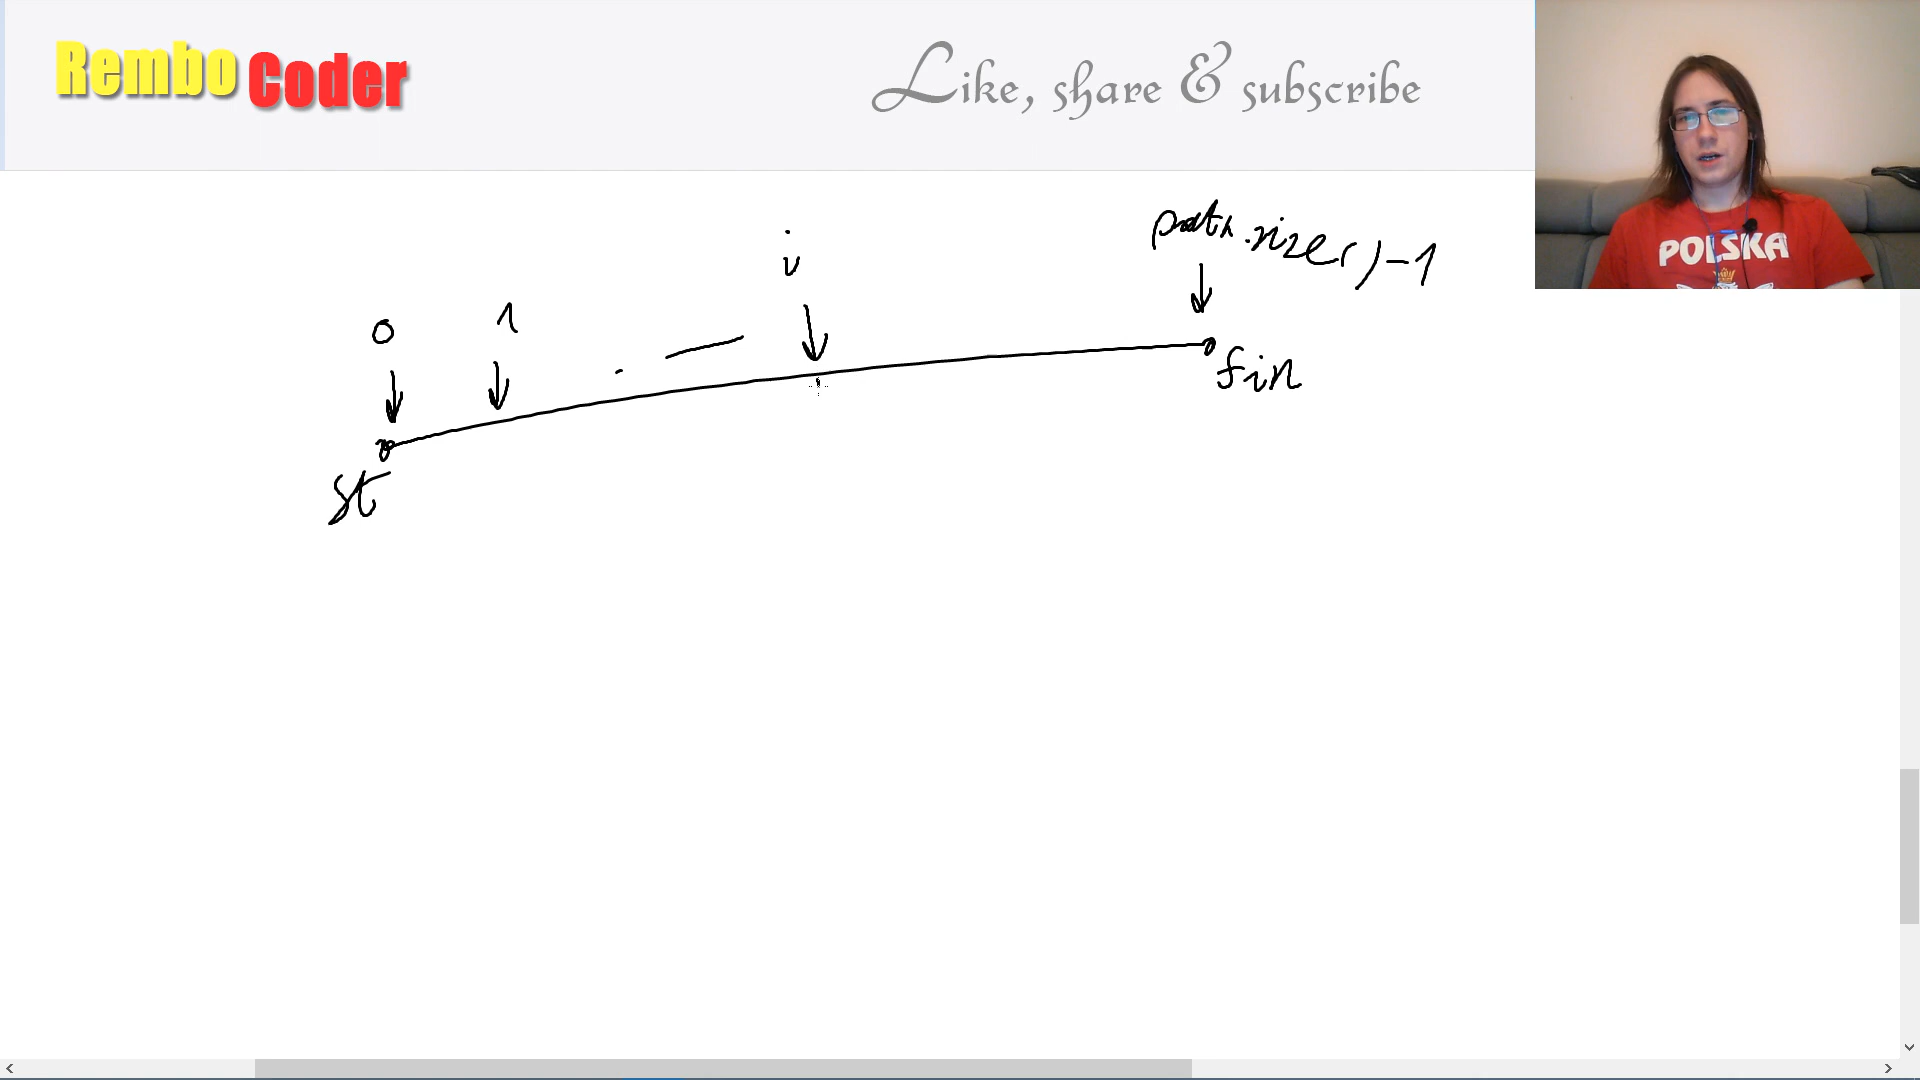 Rembo Coder
Like, share & subscribe
POLSKA
path.size()-1
i
1
0
fin
st